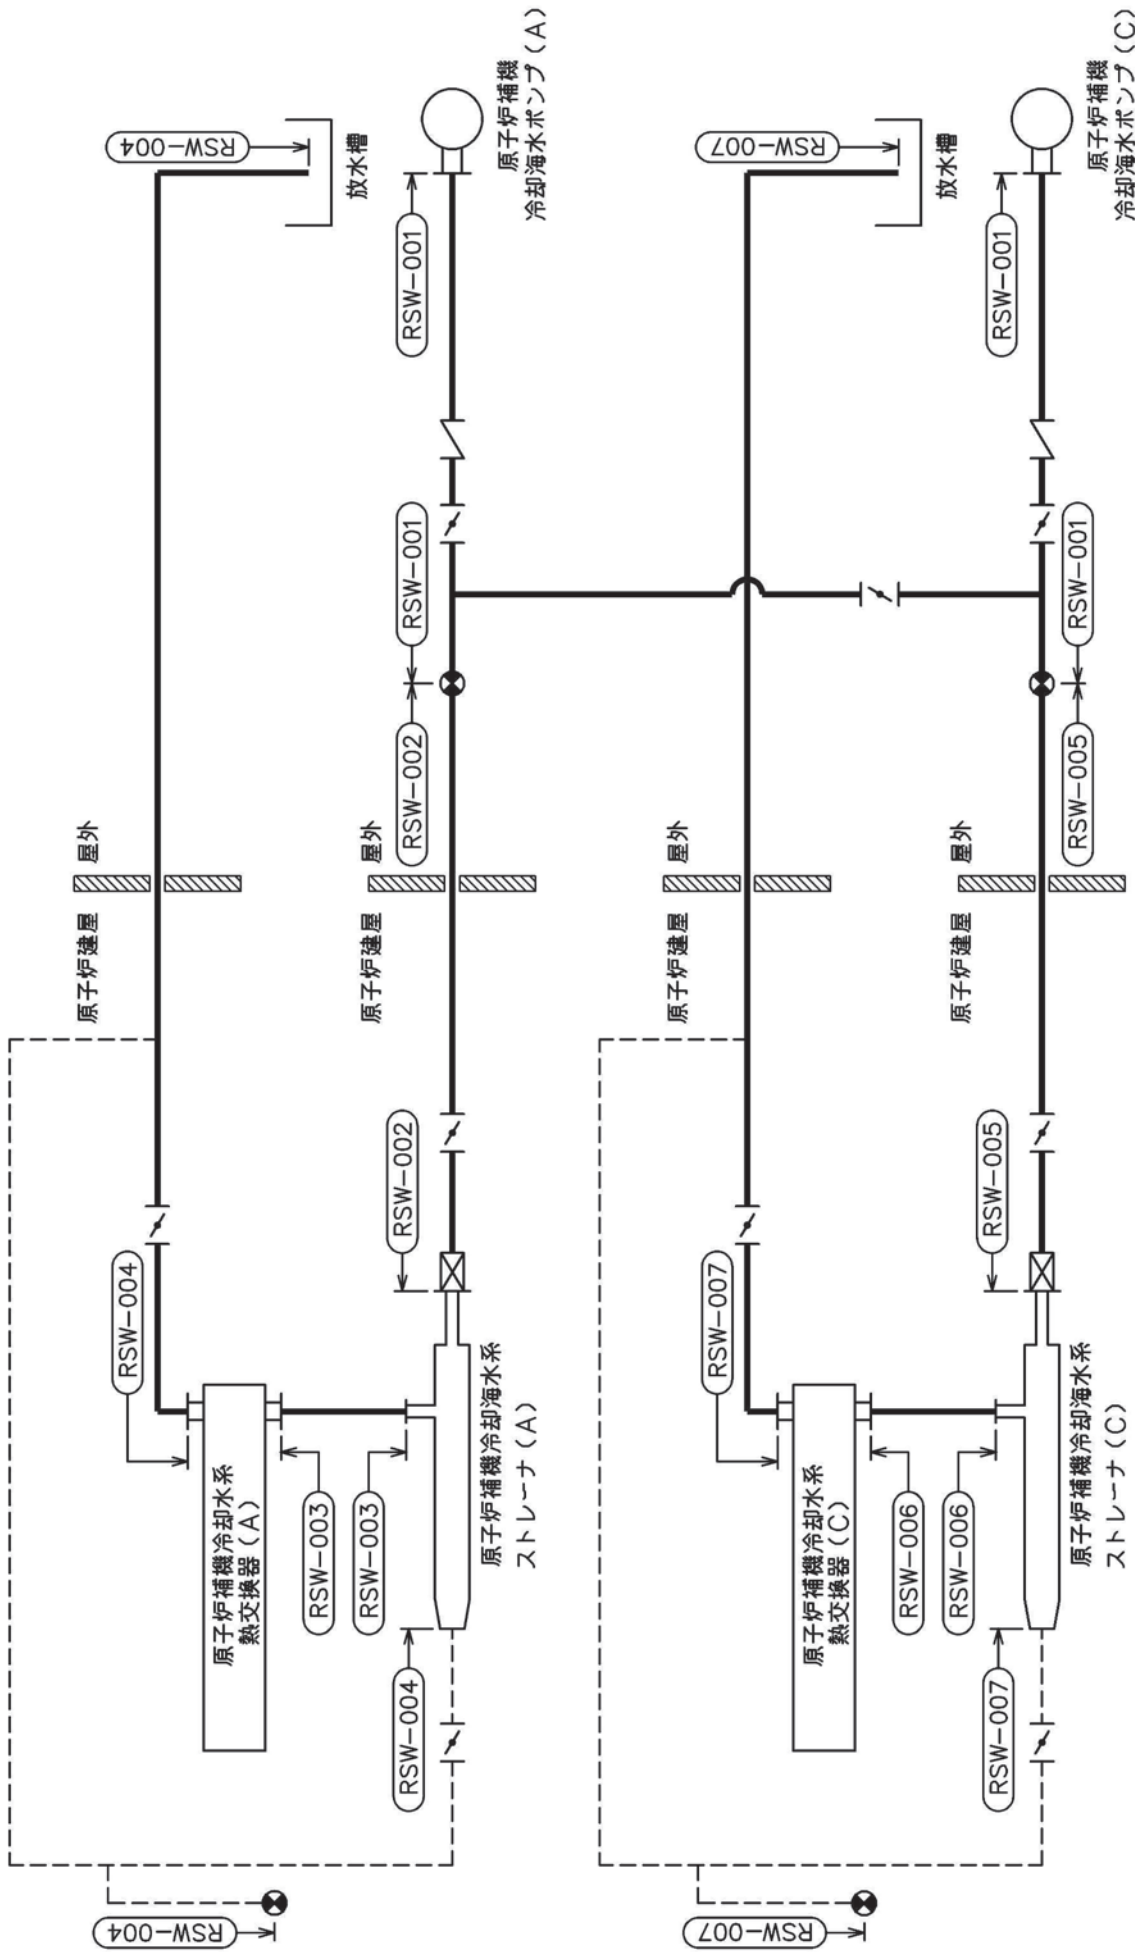 RSW-004
放水槽
原子炉補機
冷却海水ポンプ(A)
RSW-001
RSW-001
RSW-002
屋外
原子炉建屋
屋外
原子炉建屋
RSW-002
RSW-004
原子炉補機冷却水系
熱交換器(A)
RSW-003
RSW-003
原子炉補機冷却海水系
ストレーナ(A)
RSW-004
RSW-004
RSW-007
放水槽
原子炉補機
冷却海水ポンプ(C)
RSW-001
RSW-001
RSW-005
屋外
原子炉建屋
屋外
原子炉建屋
RSW-005
RSW-007
原子炉補機冷却水系
熱交換器(C)
RSW-006
RSW-006
原子炉補機冷却海水系
ストレーナ(C)
RSW-007
RSW-007